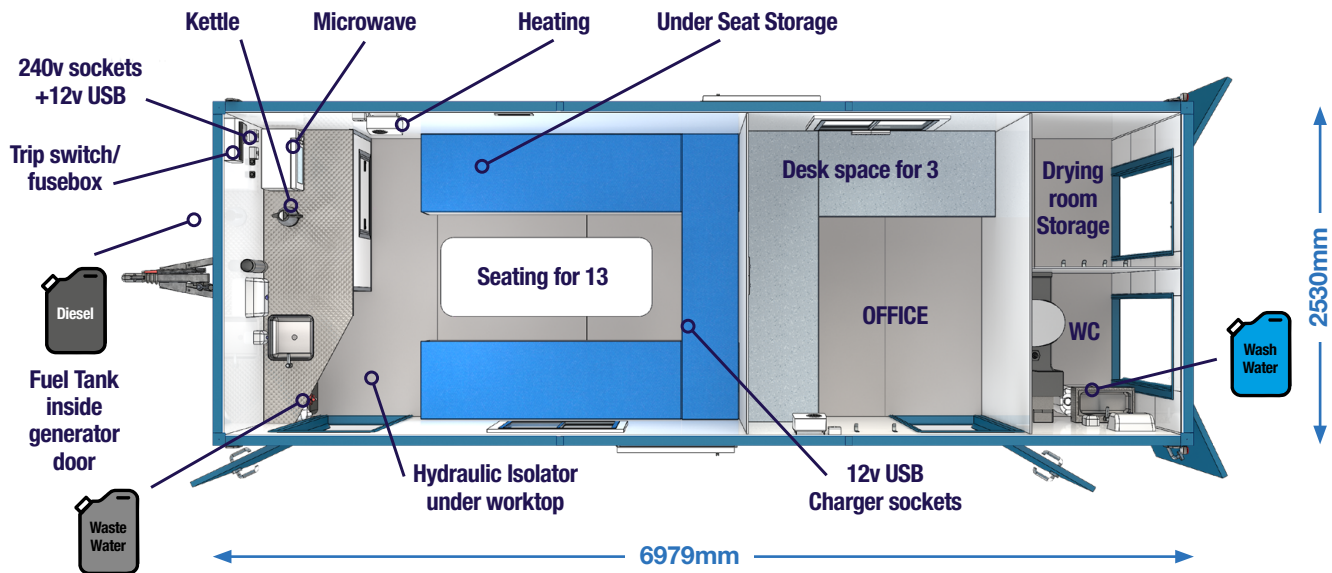 Kettle
Microwave
Heating
Under Seat Storage
240v sockets
+12v USB
Trip switch/
fusebox
Desk space for 3
Drying
room
Storage
Seating for 13
Diesel
OFFICE
WC
2530mm
Wash
Water
Fuel Tank
inside
generator
door
Hydraulic Isolator
under worktop
12v USB
Charger sockets
Waste
Water
6979mm